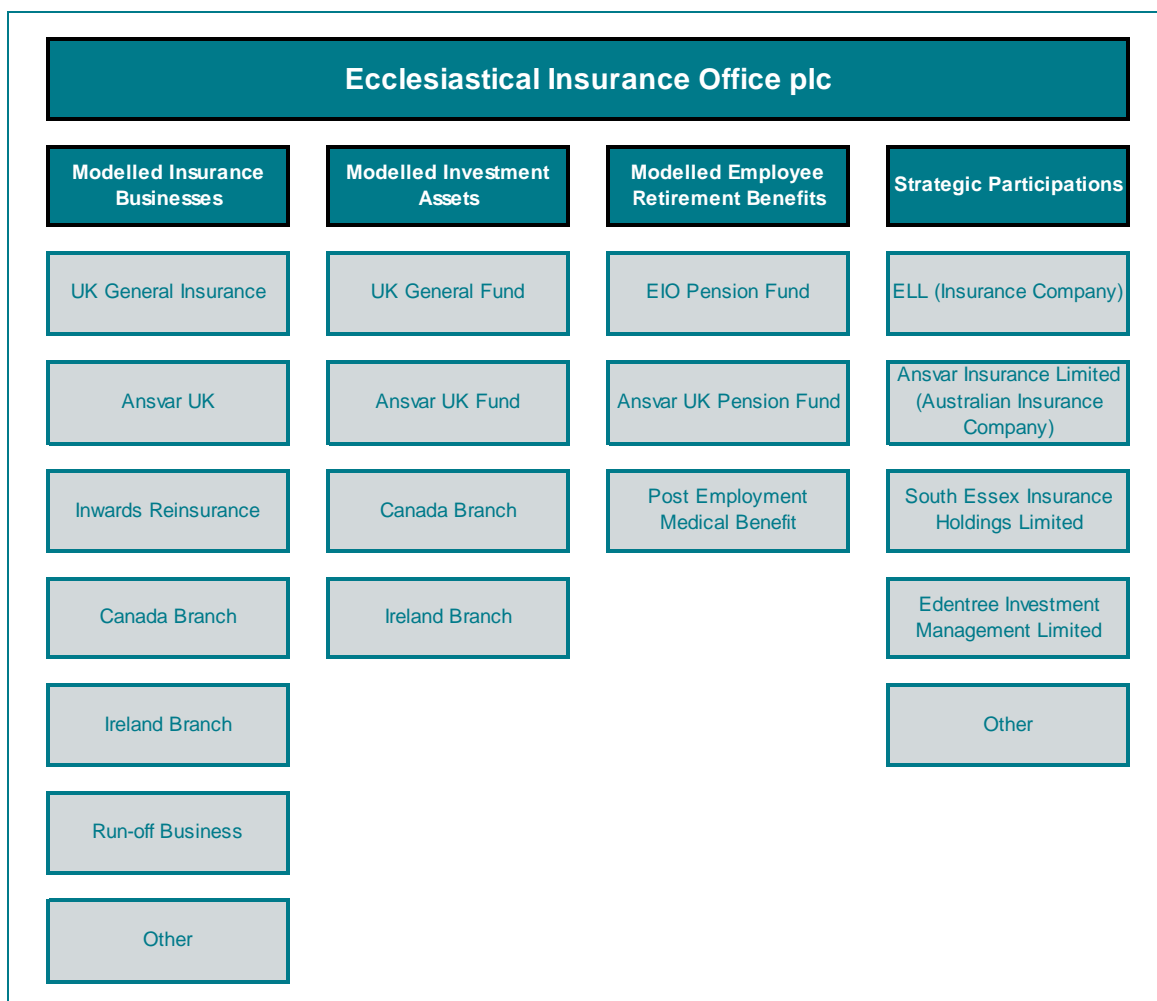 Ecclesiastical Insurance Office plc
Modelled Insurance
Businesses
Modelled Investment
Assets
Modelled Employee
Retirement Benefits
Strategic Participations
UK General Insurance
UK General Fund
EIO Pension Fund
ELL (Insurance Company)
Ansvar UK
Ansvar UK Fund
Ansvar UK Pension Fund
Ansvar Insurance Limited
(Australian Insurance
Company)
Inwards Reinsurance
Canada Branch
Post Employment
Medical Benefit
South Essex Insurance
Holdings Limited
Canada Branch
Ireland Branch
Edentree Investment
Management Limited
Ireland Branch
Other
Run-off Business
Other